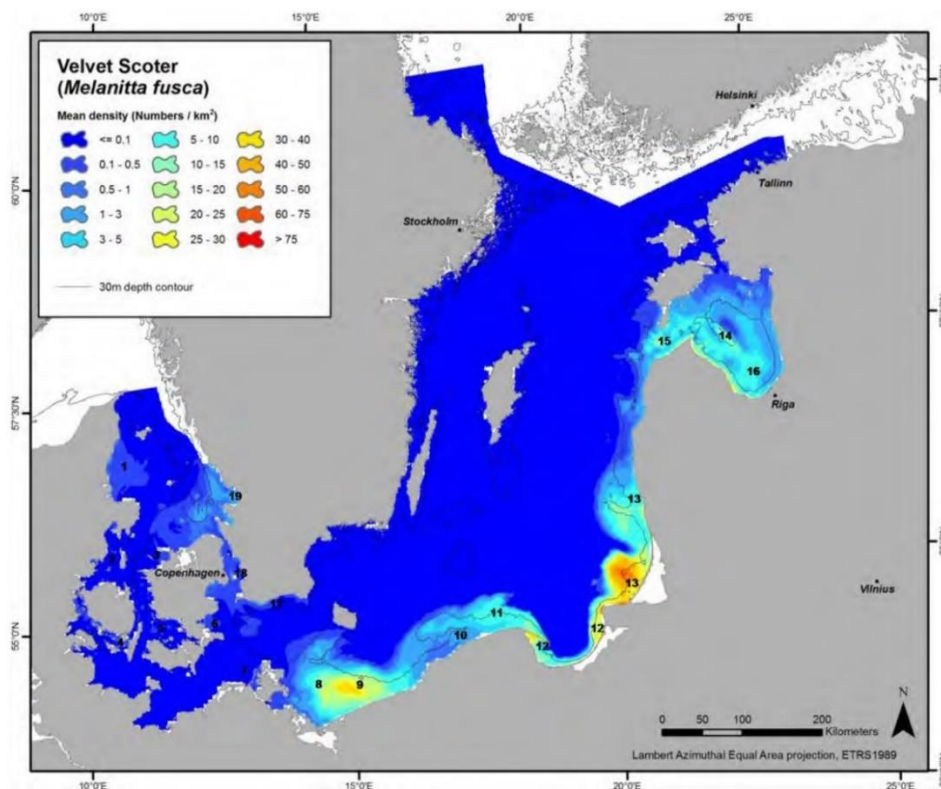 10°0'E 15°0'E 20°0'E 25°0'E
Velvet Scoter
(Melanitta fusca)
Mean density (Numbers / km²)
<= 0.1 5 - 10 30 - 40
0.1 - 0.5 10 - 15 40 - 50
0.5 - 1 15 - 20 50 - 60
1 - 3 20 - 25 60 - 75
3 - 5 25 - 30 > 75
30m depth contour
Helsinki
Tallinn
60°0'N
Stockholm
15 14
16
Riga
57°30'N
1
19
13
Copenhagen 18
13
Vilnius
11
12
10
12
55°0'N
4
8 9
N
0 50 100 200
Kilometers
Lambert Azimuthal Equal Area projection, ETRS1989
10°0'E 15°0'E 20°0'E 25°0'E